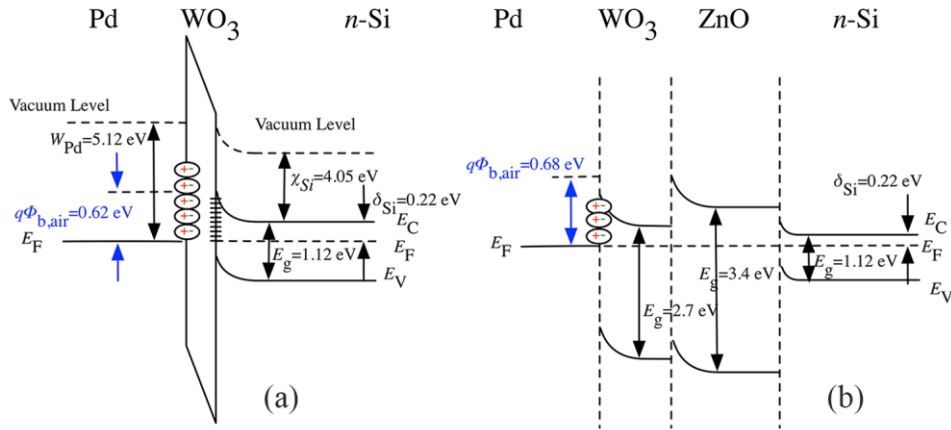 Pd WO3 n-Si
Vacuum Level
WPd=5.12 eV
Vacuum Level
χSi=4.05 eV
δSi=0.22 eV
qΦb,air=0.62 eV
EC
EF
EF
Eg=1.12 eV
EV
(a)
Pd WO3 ZnO n-Si
qΦb,air=0.68 eV
δSi=0.22 eV
EC
EF
EF
Eg=3.4 eV
Eg=1.12 eV
EV
Eg=2.7 eV
(b)